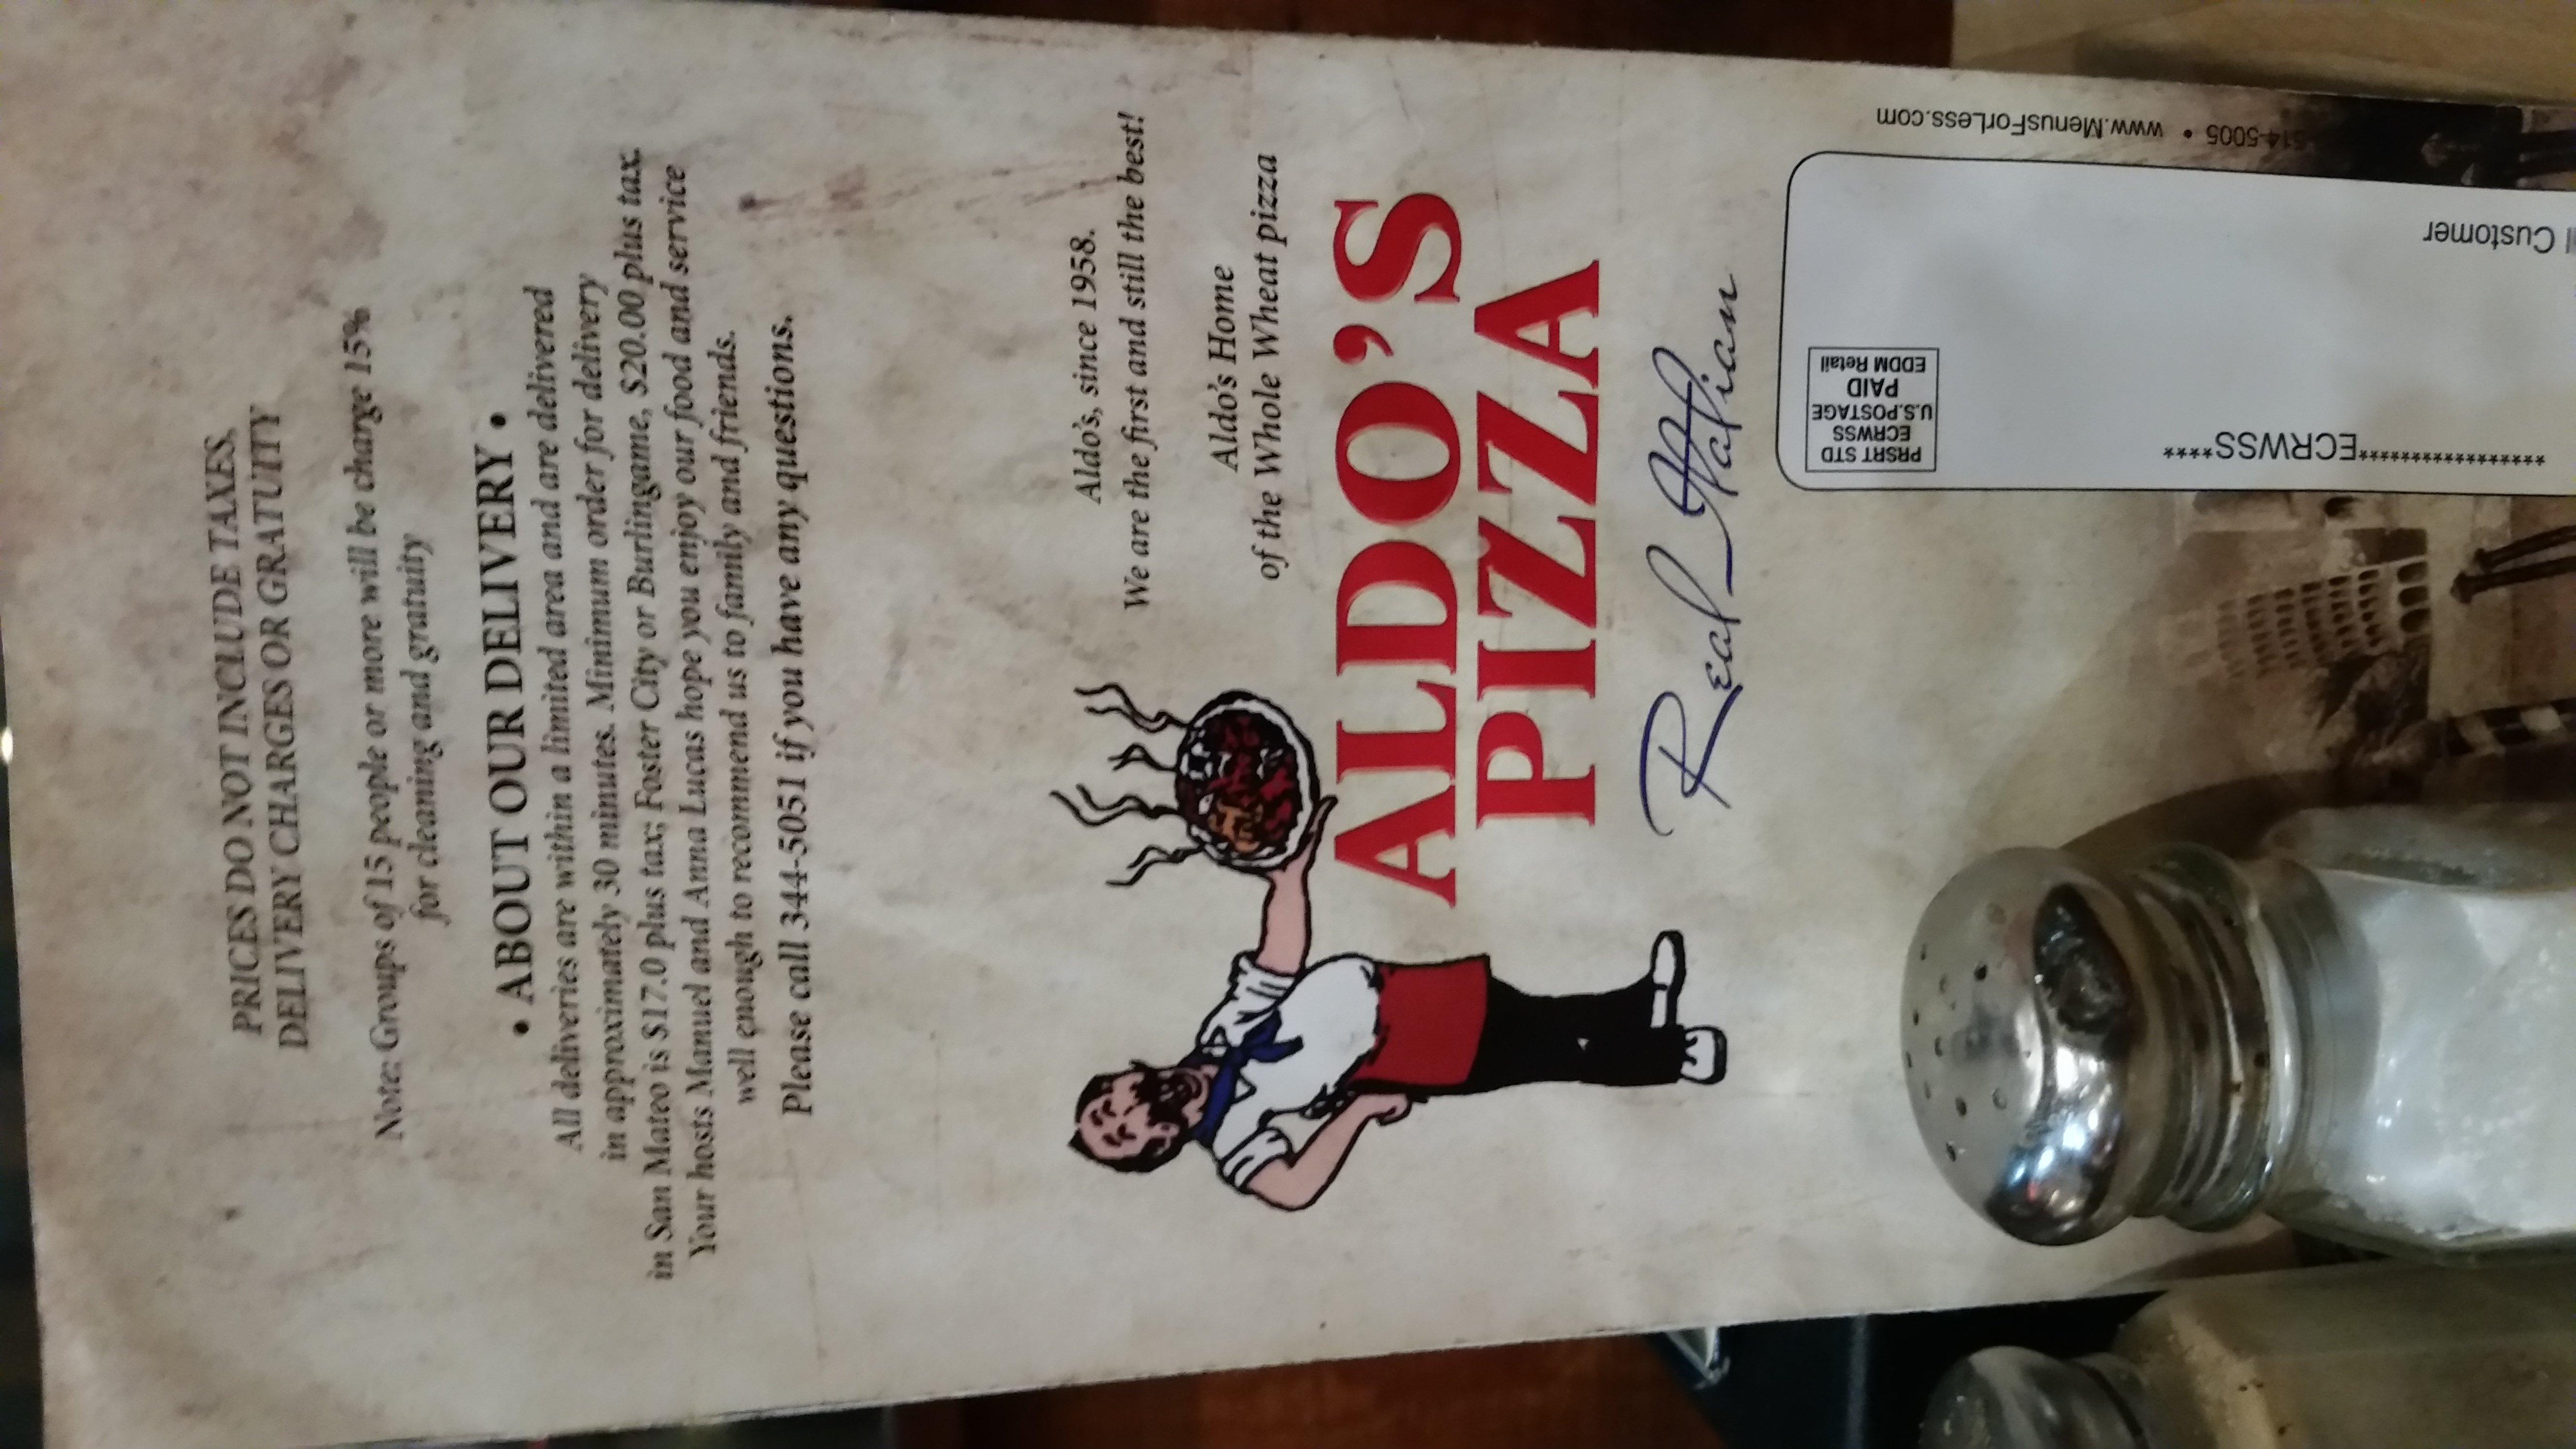 PRICES DO NOT INCLUDE TAXES,
DELIVERY CHARGES OR GRATUITY
Note: Groups of 15 people or more will be charge 15%
for cleaning and gratuity
• ABOUT OUR DELIVERY •
All deliveries are within a limited area and are delivered
in approximately 30 minutes. Minimum order for delivery
in San Mateo is $17.0 plus tax; Foster City or Burlingame, $20.00 plus tax.
Your hosts Manuel and Anna Lucas hope you enjoy our food and service
well enough to recommend us to family and friends.
Please call 344-5051 if you have any questions.
Aldo's, since 1958.
We are the first and still the best!
Aldo's Home
of the Whole Wheat pizza
ALDO'S
PIZZA
Real Italian
514-5005 • www.MenusForLess.com
PRSRT STD
ECRWSS
U.S.POSTAGE
PAID
EDDM Retail
*****************ECRWSS****
Customer